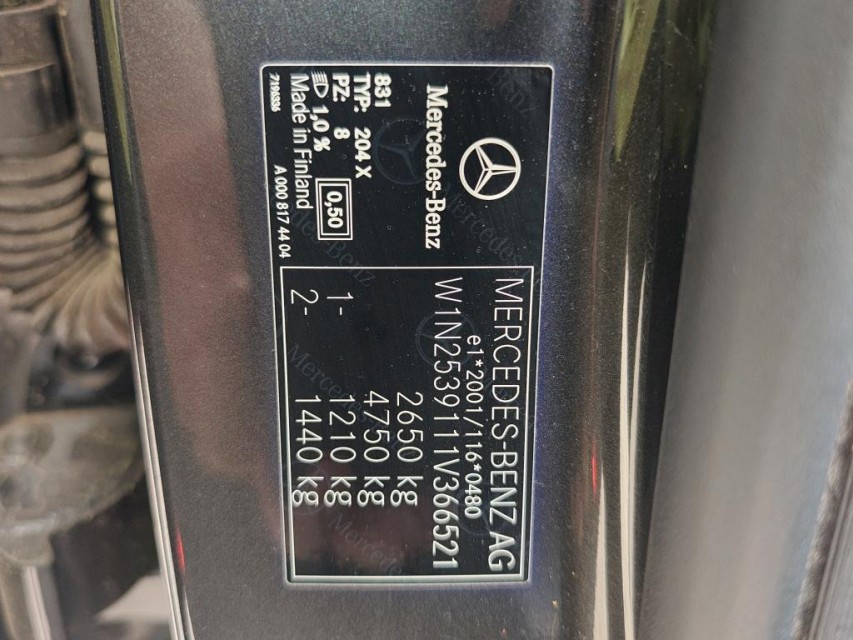 Mercedes-Benz
831
TYP: 204 X
PZ: 8
1,0 %
0,50
Made in Finland
7196336
A 000 817 44 04
MERCEDES-BENZ AG
e1*2001/116*0480
W1N2539111V366521
2650 kg
4750 kg
1- 1210 kg
2- 1440 kg